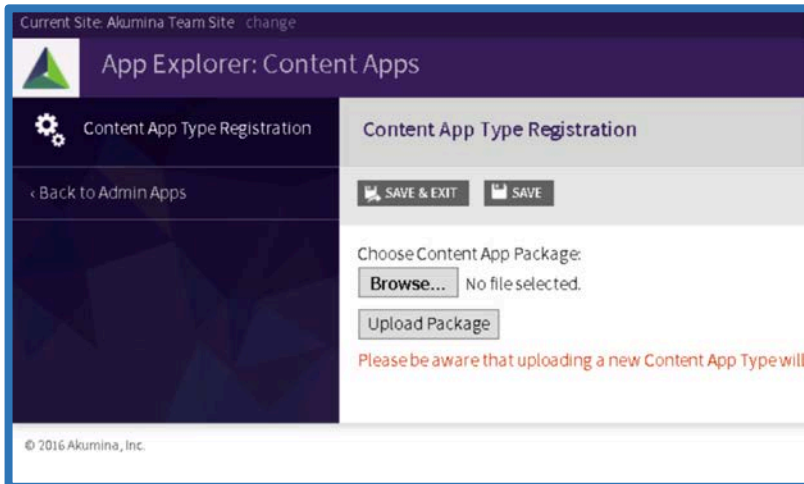 Current Site: Akumina Team Site change
App Explorer: Content Apps
Content App Type Registration
‹ Back to Admin Apps
Content App Type Registration
SAVE & EXIT SAVE
Choose Content App Package:
Browse... No file selected.
Upload Package
Please be aware that uploading a new Content App Type will
© 2016 Akumina, Inc.